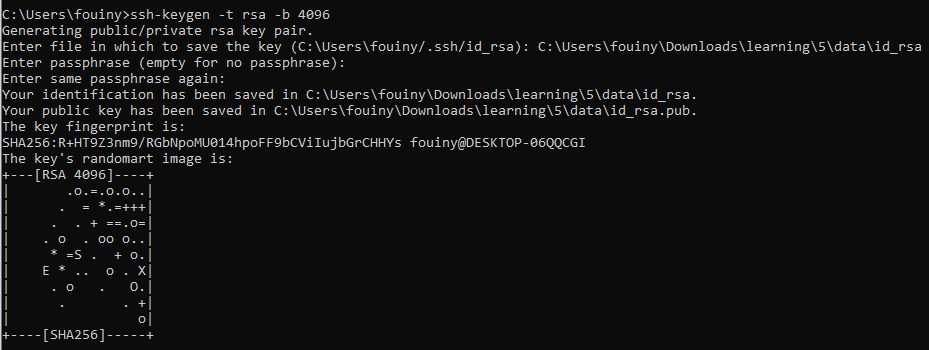 C:\Users\fouiny>ssh-keygen -t rsa -b 4096
Generating public/private rsa key pair.
Enter file in which to save the key (C:\Users\fouiny/.ssh/id_rsa): C:\Users\fouiny\Downloads\learning\5\data\id_rsa
Enter passphrase (empty for no passphrase):
Enter same passphrase again:
Your identification has been saved in C:\Users\fouiny\Downloads\learning\5\data\id_rsa.
Your public key has been saved in C:\Users\fouiny\Downloads\learning\5\data\id_rsa.pub.
The key fingerprint is:
SHA256:R+HT9Z3nm9/RGbNpoMU014hpoFF9bCViIujbGrCHHYs fouiny@DESKTOP-06QQCGI
The key's randomart image is:
+---[RSA 4096]----+
|       .o.=.o.o..|
|      .  = *.=+++|
|     .  . + ==.o=|
|    . o  . oo o..|
|     * =S .  + o.|
|    E * ..  o . X|
|     . o   .   O.|
|      .       . +|
|                o|
+----[SHA256]-----+